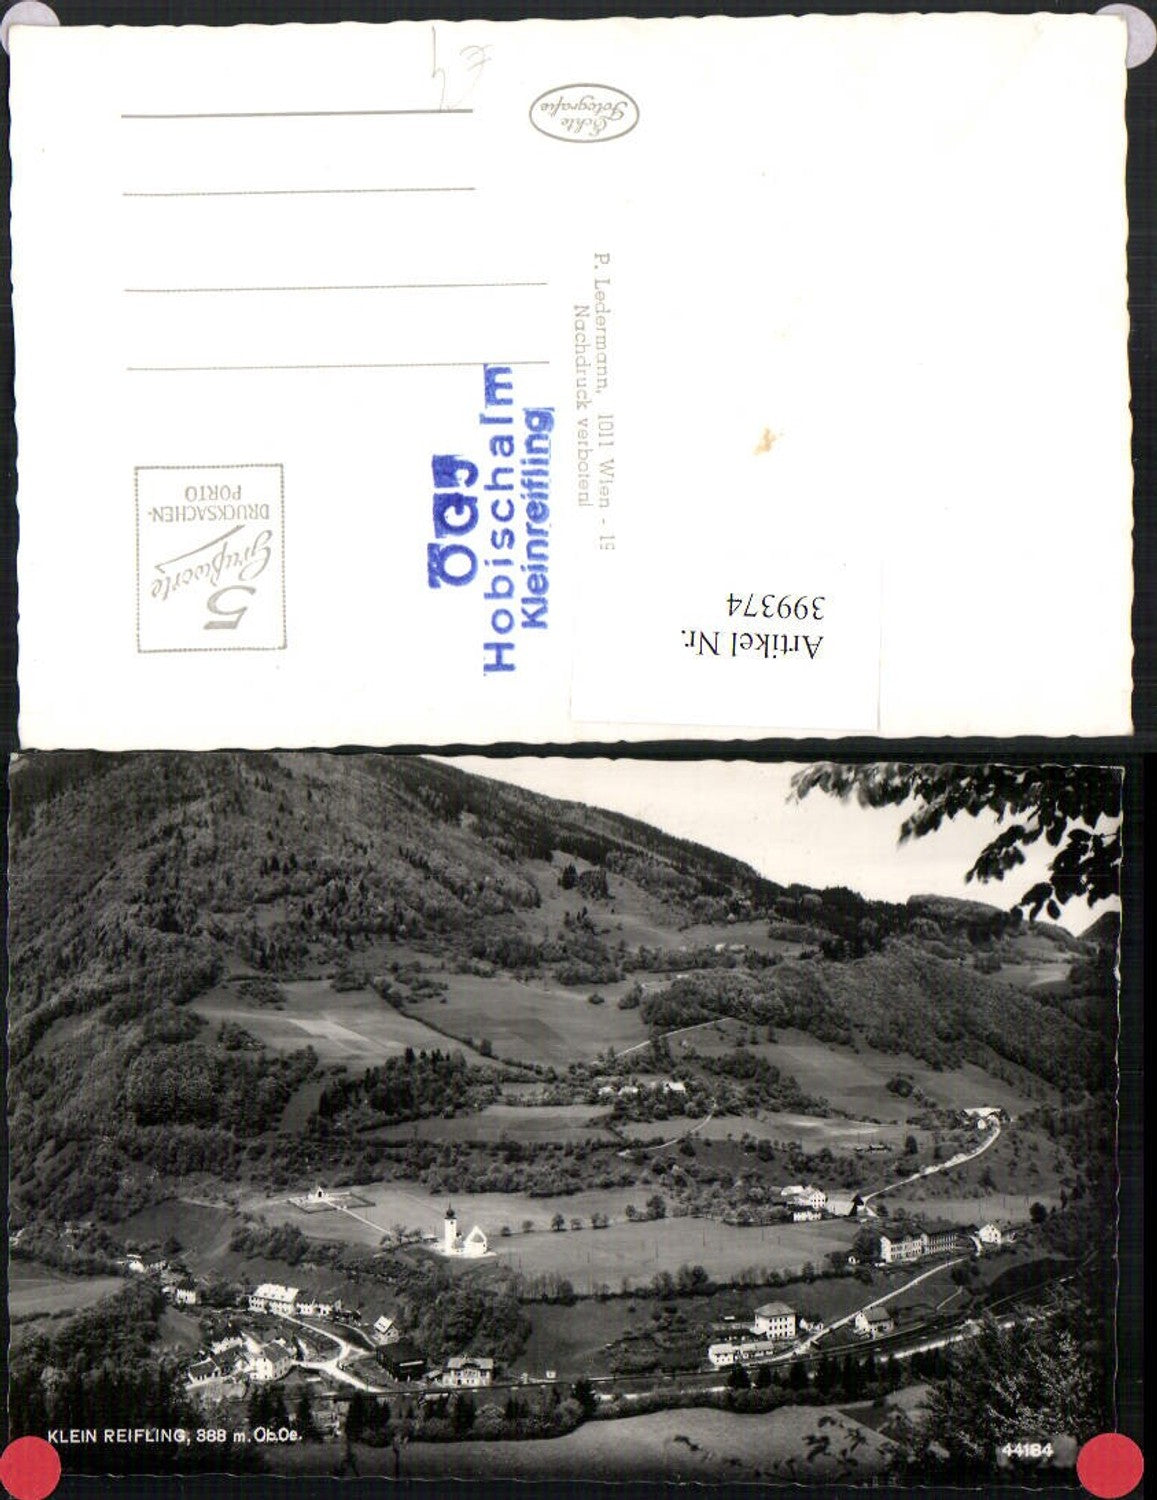 Echte
Fotografie
P. Ledermann, 1011 Wien - 19
Nachdruck verboten!
ÖGJ
Hobischalm
Kleinreifling
5
Grußworte
DRUCKSACHEN-
PORTO
Artikel Nr.
399374
KLEIN REIFLING, 388 m. Ob.Oe.
44184